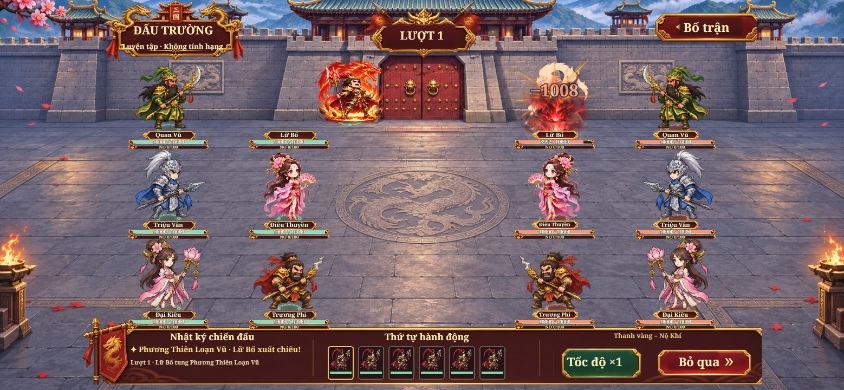 三国
ĐẤU TRƯỜNG
Luyện tập · Không tính hạng
LƯỢT 1
Bố trận
-1008
Quan Vũ
Lữ Bố
Lữ Bố
Quan Vũ
Triệu Vân
Điêu Thuyền
Điêu Thuyền
Triệu Vân
Đại Kiều
Trương Phi
Trương Phi
Đại Kiều
Nhật ký chiến đấu
✦ Phương Thiên Loạn Vũ · Lữ Bố xuất chiêu!
Lượt 1 · Lữ Bố tung Phương Thiên Loạn Vũ
Thứ tự hành động
Thanh vàng – Nộ Khí
Tốc độ ×1
Bỏ qua »